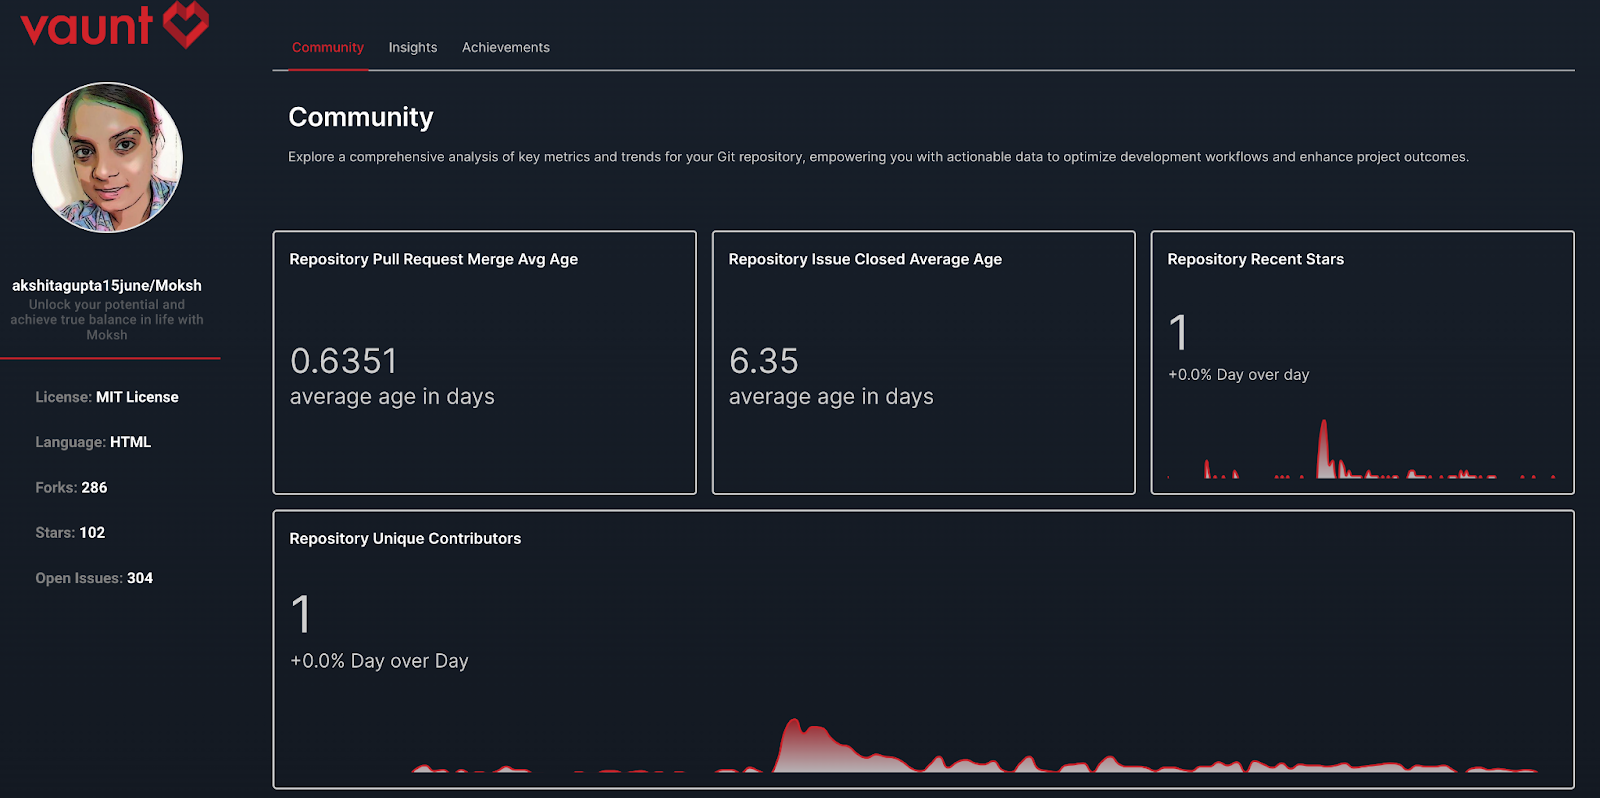 vaunt
Community Insights Achievements
Community
Explore a comprehensive analysis of key metrics and trends for your Git repository, empowering you with actionable data to optimize development workflows and enhance project outcomes.
akshitagupta15june/Moksh
Unlock your potential and
achieve true balance in life with
Moksh
License: MIT License
Language: HTML
Forks: 286
Stars: 102
Open Issues: 304
Repository Pull Request Merge Avg Age
0.6351
average age in days
Repository Issue Closed Average Age
6.35
average age in days
Repository Recent Stars
1
+0.0% Day over day
Repository Unique Contributors
1
+0.0% Day over Day